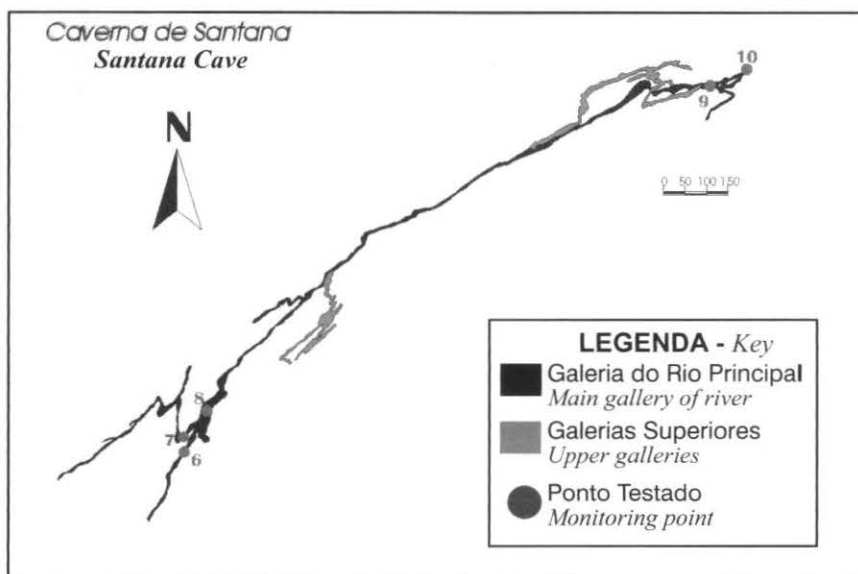 Caverna de Santana
Santana Cave
N
10
9
0 50 100 150
8
7
6
LEGENDA - Key
Galeria do Rio Principal
Main gallery of river
Galerias Superiores
Upper galleries
Ponto Testado
Monitoring point